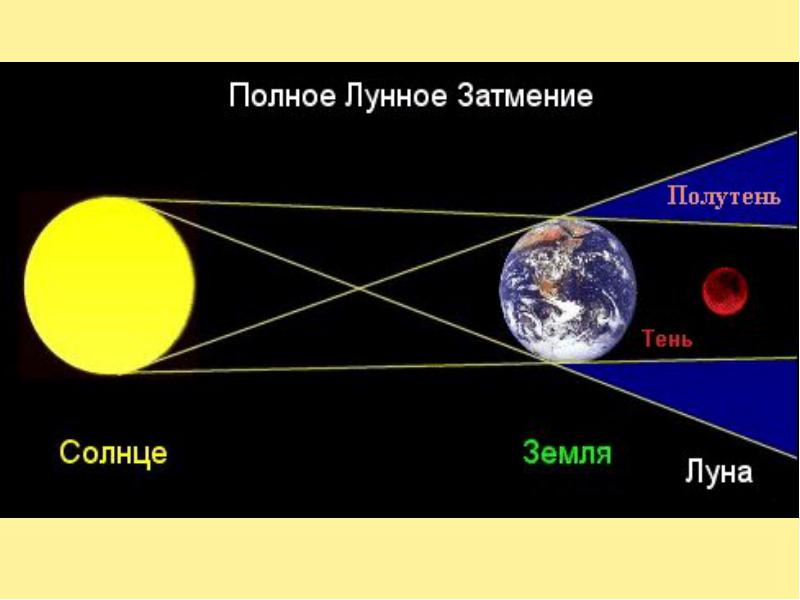 Полное Лунное Затмение
Полутень
Тень
Солнце
Земля
Луна